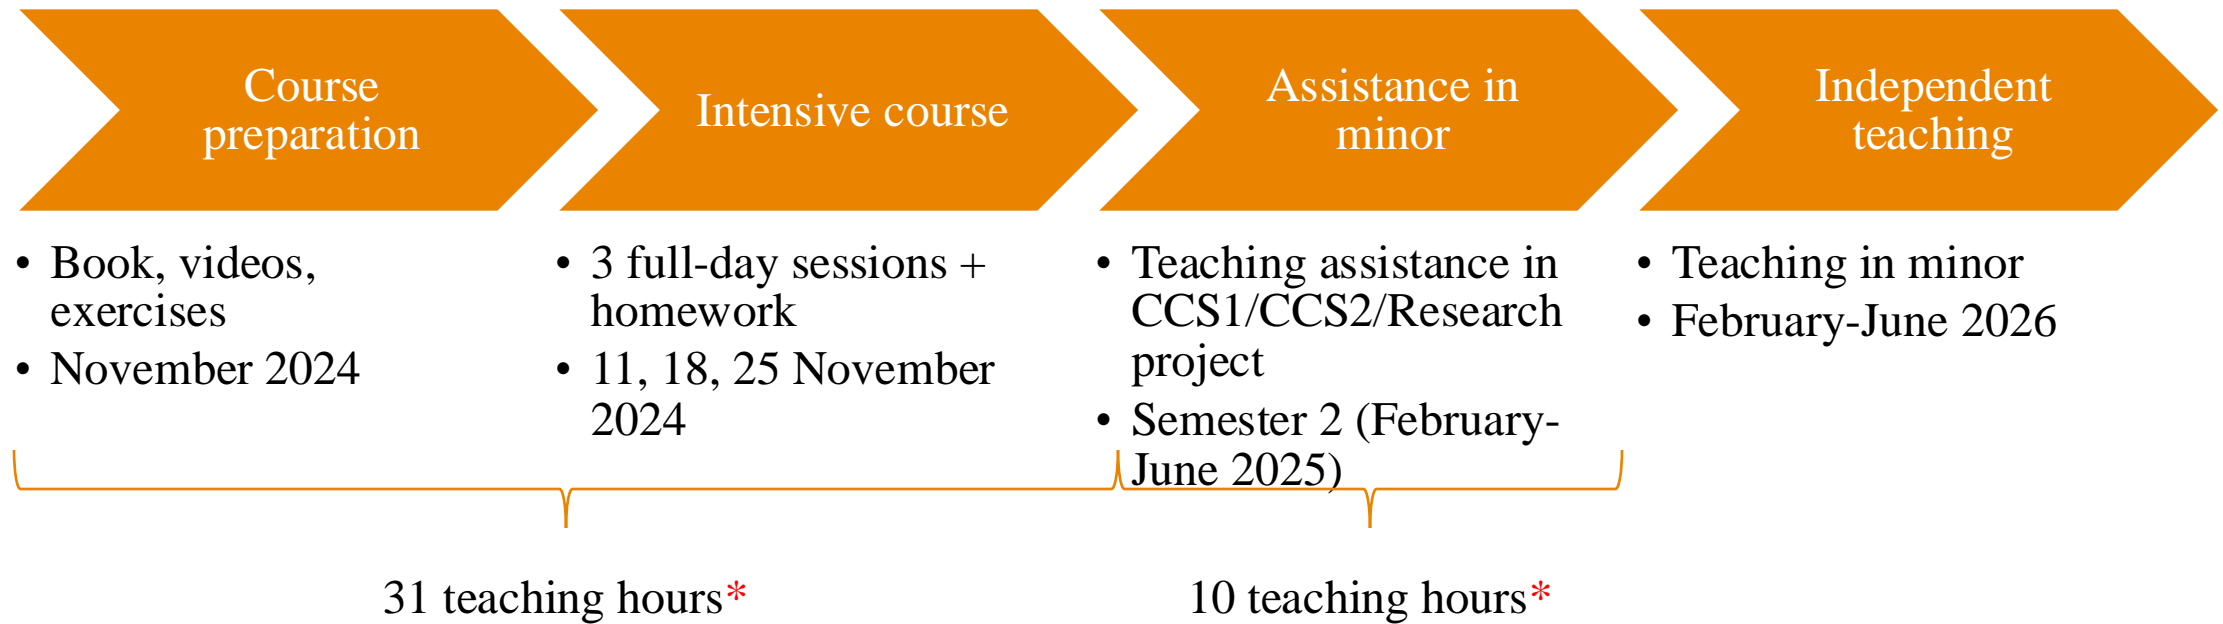 Course
preparation
Intensive course
Assistance in
minor
Independent
teaching
• Book, videos,
exercises
• November 2024
• 3 full-day sessions +
homework
• 11, 18, 25 November
2024
• Teaching assistance in
CCS1/CCS2/Research
project
• Semester 2 (February-
June 2025)
• Teaching in minor
• February-June 2026
31 teaching hours*
10 teaching hours*